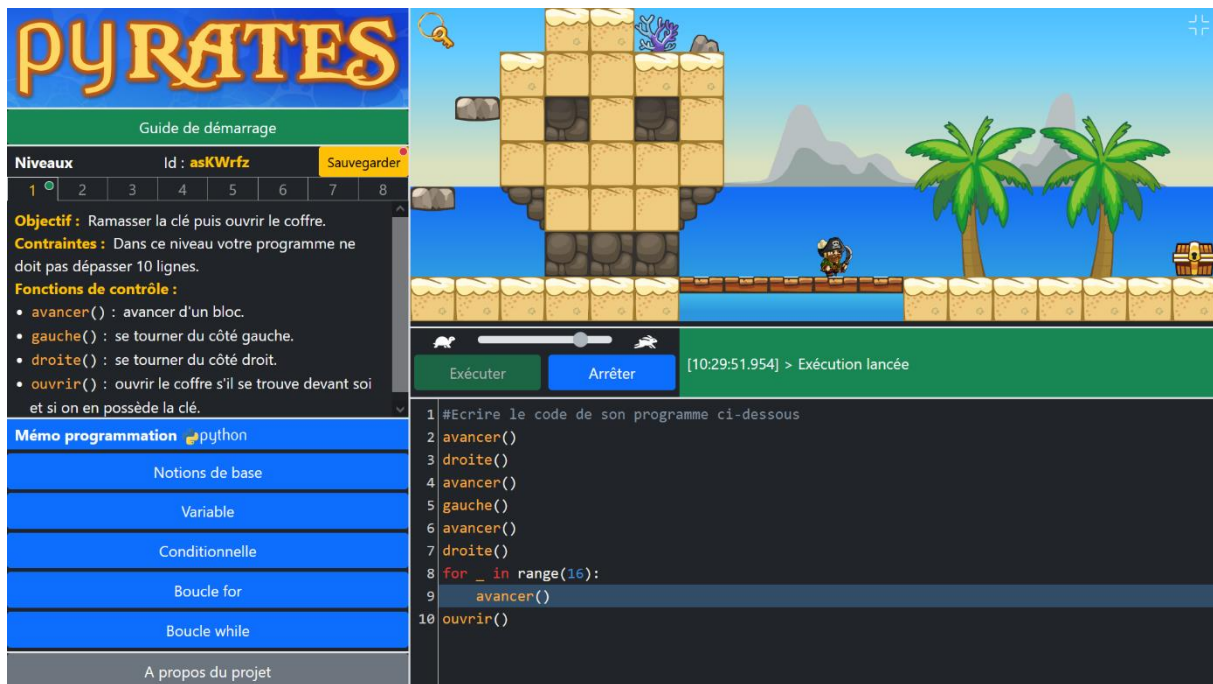 PYRATES
Guide de démarrage
Niveaux Id : asKWrfz Sauvegarder
1 2 3 4 5 6 7 8
Objectif : Ramasser la clé puis ouvrir le coffre.
Contraintes : Dans ce niveau votre programme ne
doit pas dépasser 10 lignes.
Fonctions de contrôle :
• avancer() : avancer d'un bloc.
• gauche() : se tourner du côté gauche.
• droite() : se tourner du côté droit.
• ouvrir() : ouvrir le coffre s'il se trouve devant soi
et si on en possède la clé.
Mémo programmation python
Notions de base
Variable
Conditionnelle
Boucle for
Boucle while
A propos du projet
Exécuter Arrêter
[10:29:51.954] > Exécution lancée
1 #Ecrire le code de son programme ci-dessous
2 avancer()
3 droite()
4 avancer()
5 gauche()
6 avancer()
7 droite()
8 for _ in range(16):
9     avancer()
10 ouvrir()